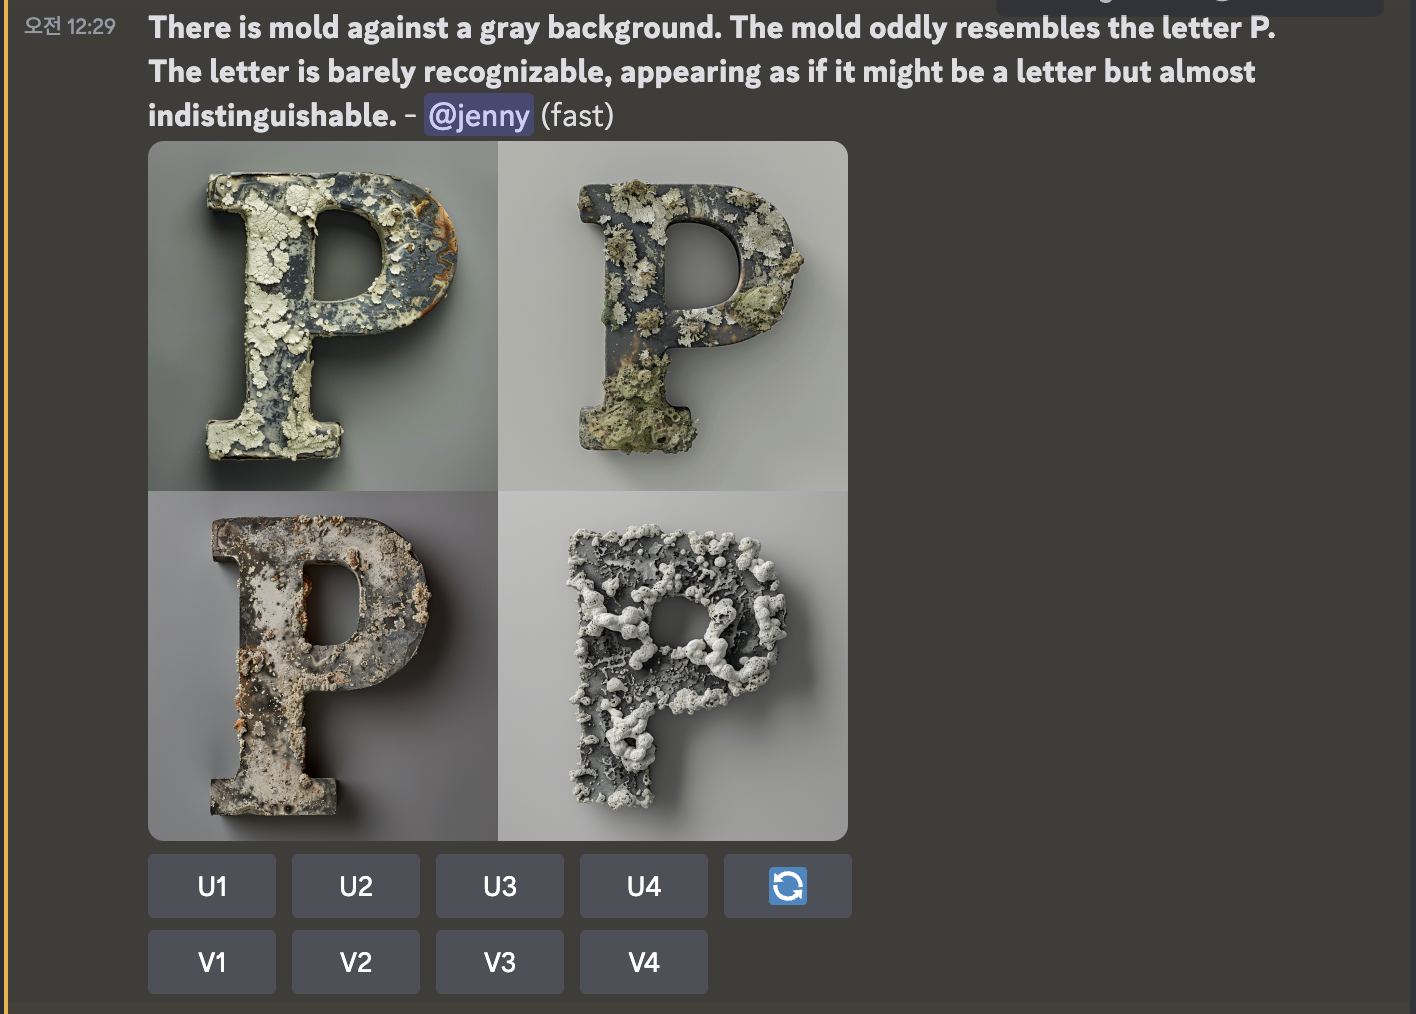 오전 12:29
There is mold against a gray background. The mold oddly resembles the letter P.
The letter is barely recognizable, appearing as if it might be a letter but almost
indistinguishable. - @jenny (fast)
P P
P P
U1 U2 U3 U4
V1 V2 V3 V4